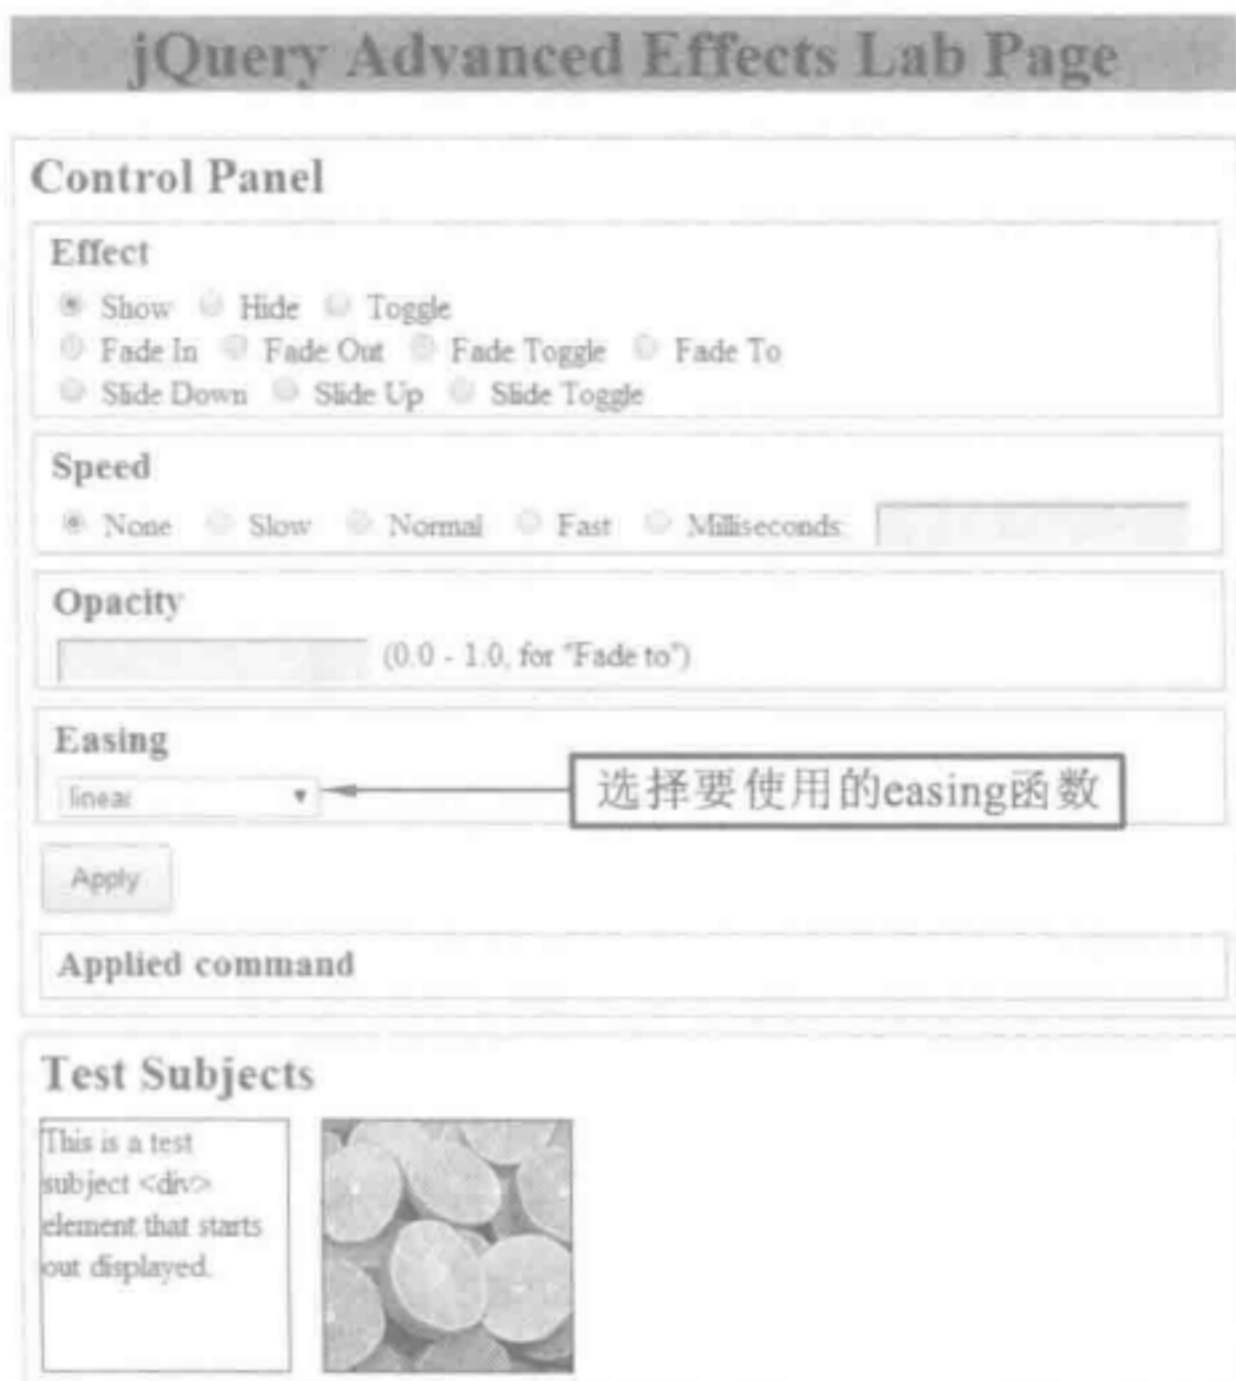 jQuery Advanced Effects Lab Page
Control Panel
Effect
Show Hide Toggle
Fade In Fade Out Fade Toggle Fade To
Slide Down Slide Up Slide Toggle
Speed
None Slow Normal Fast Milliseconds:
Opacity
(0.0 - 1.0, for "Fade to")
Easing
linear
选择要使用的easing函数
Apply
Applied command
Test Subjects
This is a test
subject <div>
element that starts
out displayed.